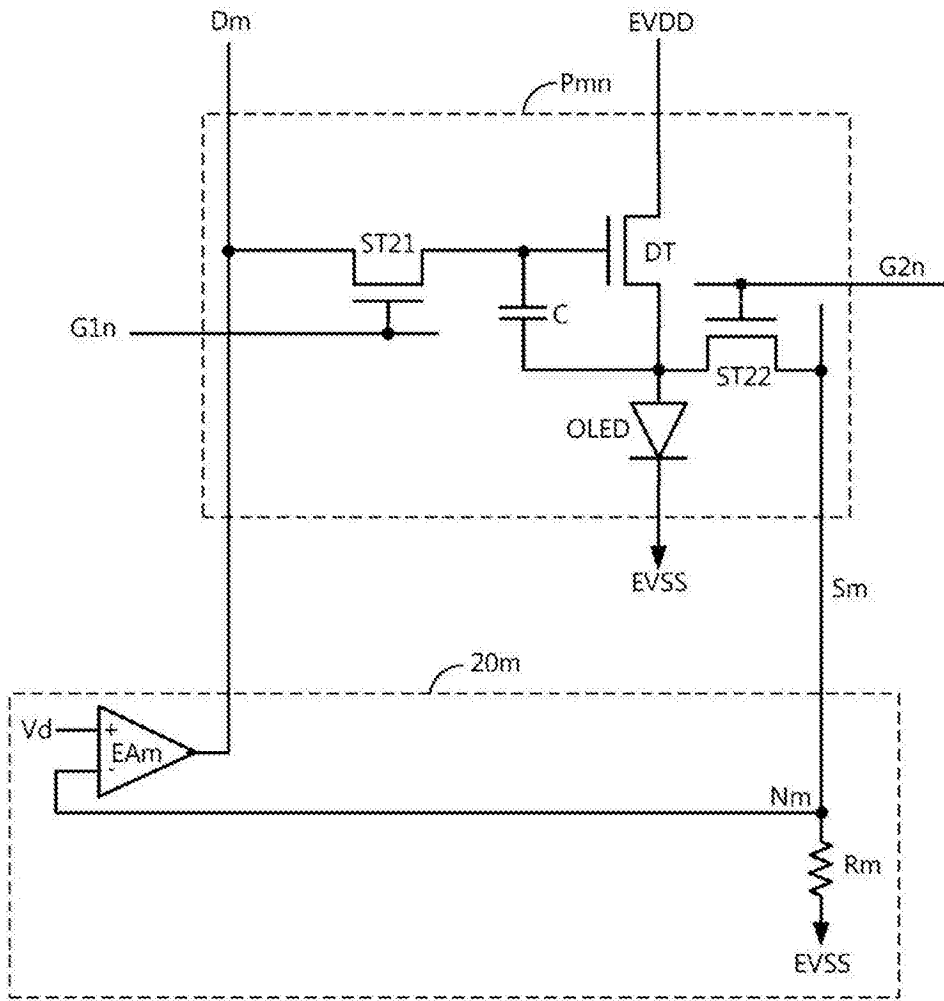 Dm
EVDD
Pmn
ST21
DT
G2n
G1n
C
ST22
OLED
EVSS
Sm
20m
Vd
+
EAm
-
Nm
Rm
EVSS